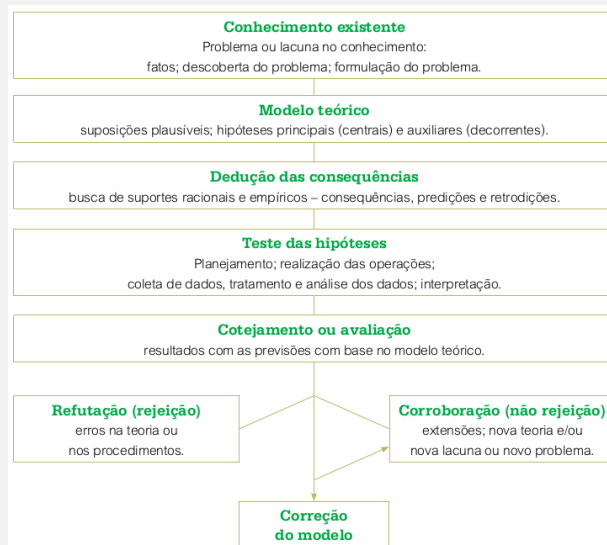 Conhecimento existente
Problema ou lacuna no conhecimento:
fatos; descoberta do problema; formulação do problema.
Modelo teórico
suposições plausíveis; hipóteses principais (centrais) e auxiliares (decorrentes).
Dedução das consequências
busca de suportes racionais e empíricos – consequências, predições e retrodições.
Teste das hipóteses
Planejamento; realização das operações;
coleta de dados, tratamento e análise dos dados; interpretação.
Cotejamento ou avaliação
resultados com as previsões com base no modelo teórico.
Refutação (rejeição)
erros na teoria ou
nos procedimentos.
Corroboração (não rejeição)
extensões; nova teoria e/ou
nova lacuna ou novo problema.
Correção
do modelo